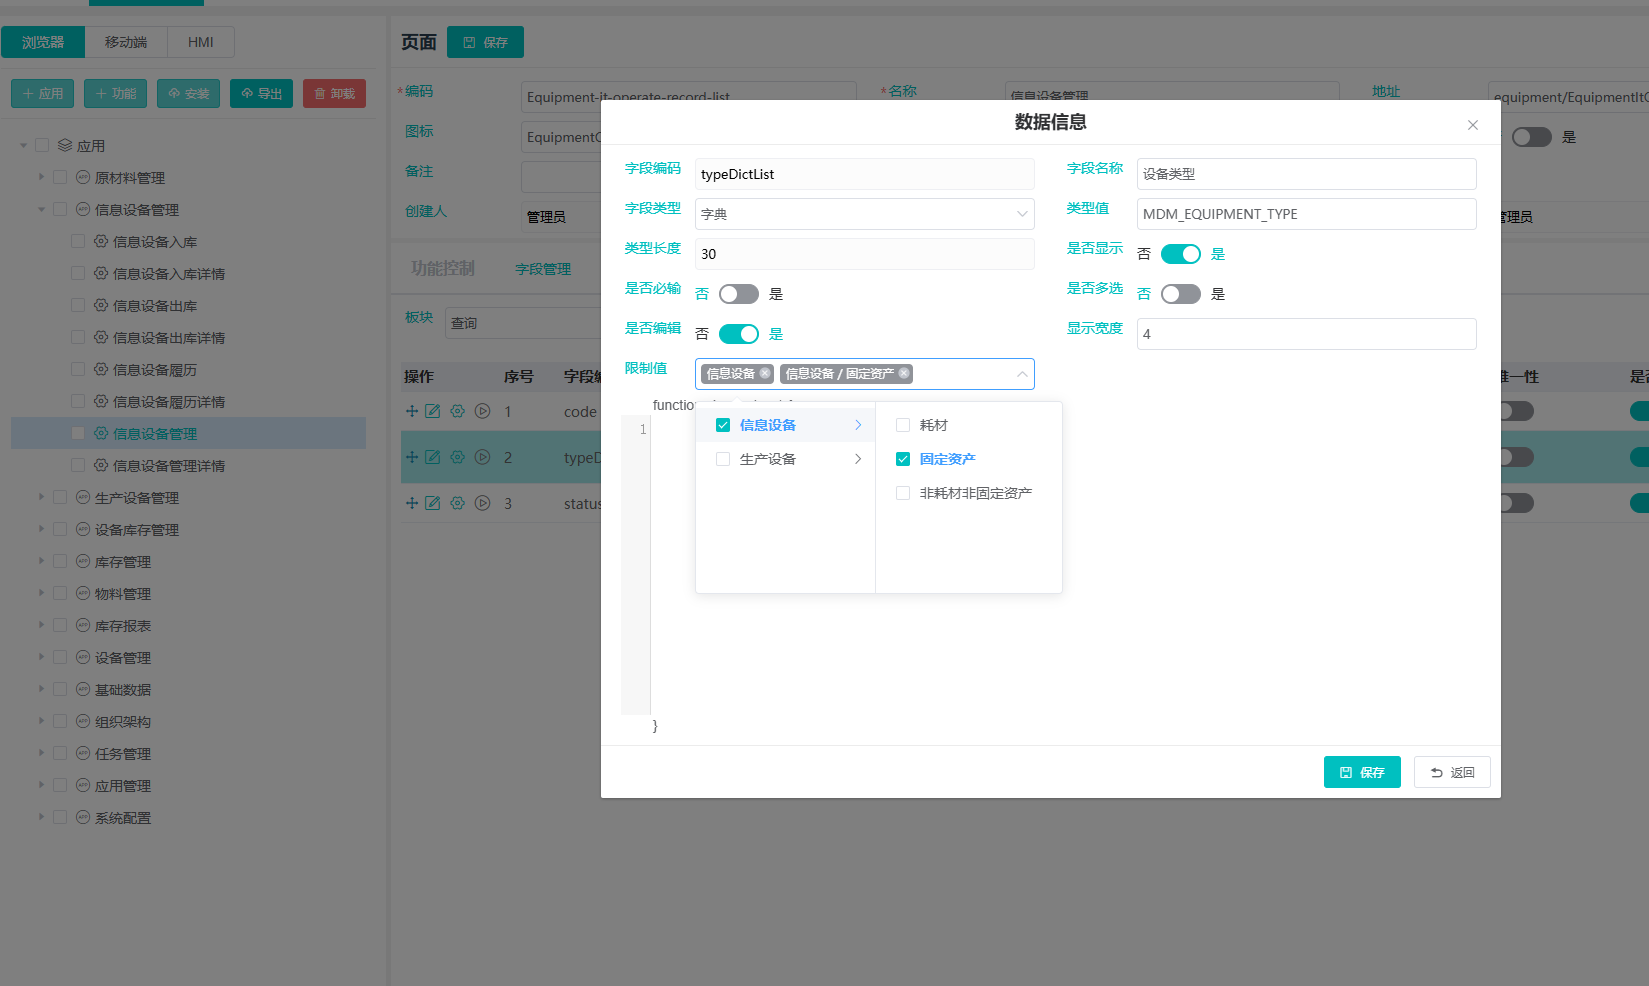 浏览器 移动端 HMI
应用 功能 安装 导出 卸载
应用
原材料管理
信息设备管理
信息设备入库
信息设备入库详情
信息设备出库
信息设备出库详情
信息设备履历
信息设备履历详情
信息设备管理
信息设备管理详情
生产设备管理
设备库存管理
库存管理
物料管理
库存报表
设备管理
基础数据
组织架构
任务管理
应用管理
系统配置
页面 保存
*编码 Equipment-it-operate-record-list *名称 信息设备管理 地址 equipment/EquipmentIt
图标 是
备注
创建人 管理员 管理员
功能控制 字段管理
板块 查询
操作 序号 唯一性
1 code
2
3 status
数据信息
字段编码 typeDictList 字段名称 设备类型
字段类型 字典 类型值 MDM_EQUIPMENT_TYPE
类型长度 30 是否显示 否 是
是否必输 否 是 是否多选 否 是
是否编辑 否 是 显示宽度 4
限制值 信息设备 信息设备 / 固定资产
1
信息设备 耗材
生产设备 固定资产
非耗材非固定资产
}
保存 返回